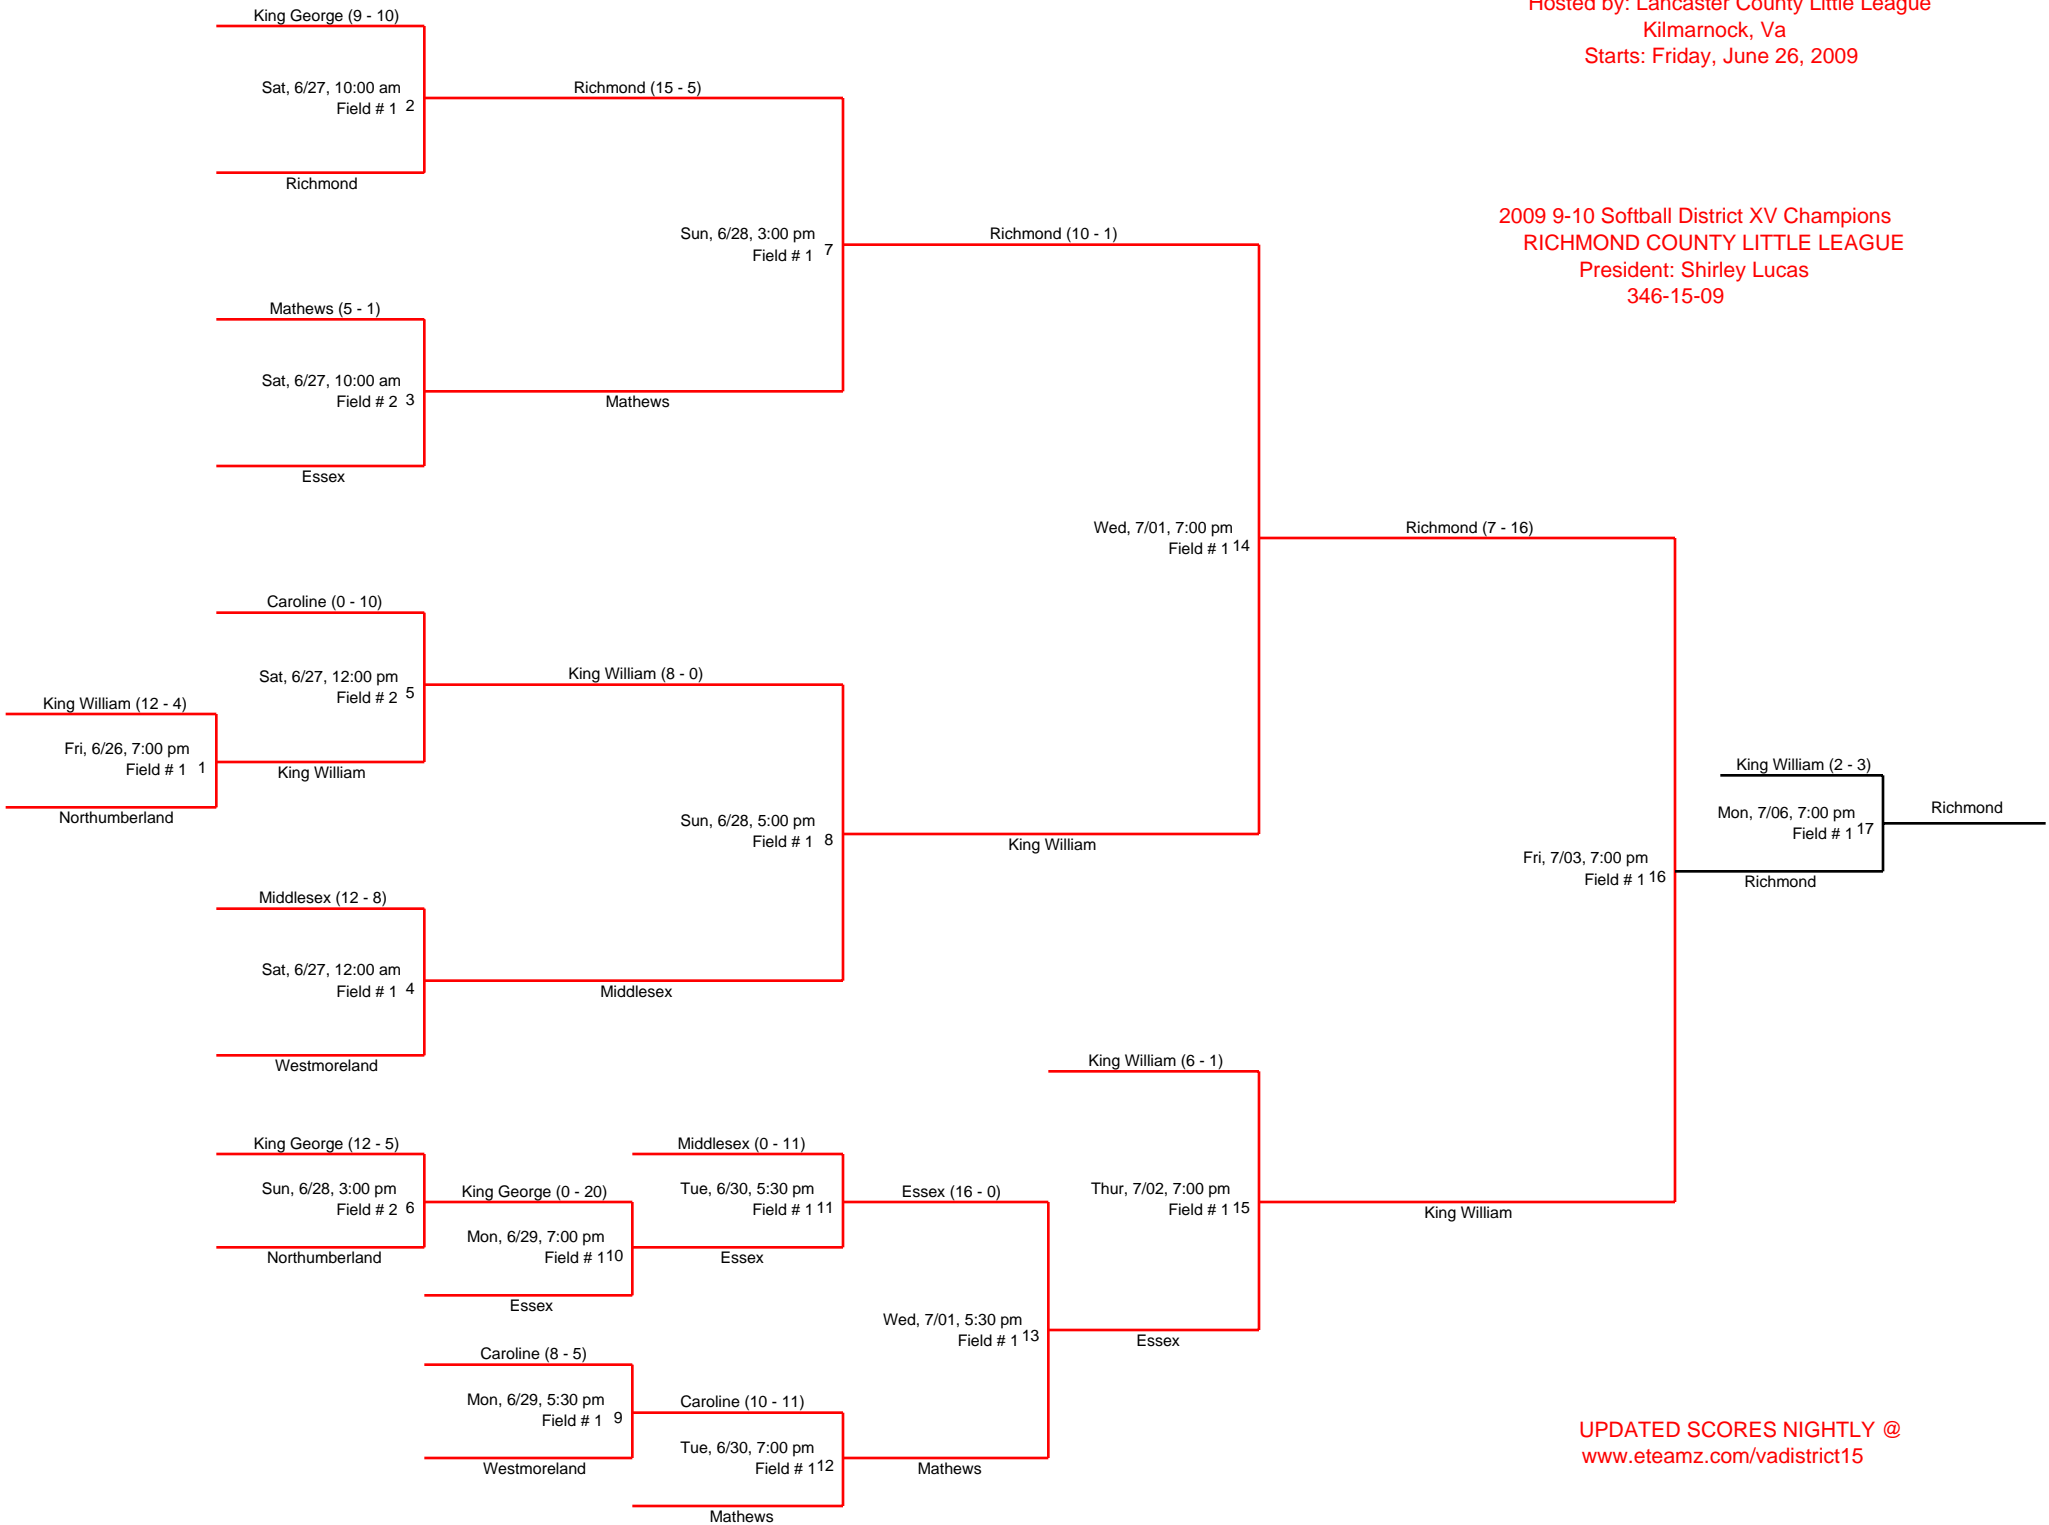 Hosted by: Lancaster County Little League
Kilmarnock, Va
Starts: Friday, June 26, 2009
2009 9-10 Softball District XV Champions
RICHMOND COUNTY LITTLE LEAGUE
President: Shirley Lucas
346-15-09
King George (9 - 10)
Sat, 6/27, 10:00 am
Field # 1 2
Richmond
Richmond (15 - 5)
Sun, 6/28, 3:00 pm
Field # 1 7
Mathews (5 - 1)
Sat, 6/27, 10:00 am
Field # 2 3
Essex
Mathews
Richmond (10 - 1)
Wed, 7/01, 7:00 pm
Field # 1 14
Caroline (0 - 10)
Sat, 6/27, 12:00 pm
Field # 2 5
King William
King William (12 - 4)
Fri, 6/26, 7:00 pm
Field # 1 1
Northumberland
King William (8 - 0)
Sun, 6/28, 5:00 pm
Field # 1 8
King William
Middlesex (12 - 8)
Sat, 6/27, 12:00 am
Field # 1 4
Westmoreland
Middlesex
Richmond (7 - 16)
Fri, 7/03, 7:00 pm
Field # 1 16
King William (2 - 3)
Mon, 7/06, 7:00 pm
Field # 1 17
Richmond
Richmond
King William (6 - 1)
Thur, 7/02, 7:00 pm
Field # 1 15
King William
King George (12 - 5)
Sun, 6/28, 3:00 pm
Field # 2 6
Northumberland
King George (0 - 20)
Mon, 6/29, 7:00 pm
Field # 1 10
Essex
Middlesex (0 - 11)
Tue, 6/30, 5:30 pm
Field # 1 11
Essex
Essex (16 - 0)
Wed, 7/01, 5:30 pm
Field # 1 13
Essex
Caroline (8 - 5)
Mon, 6/29, 5:30 pm
Field # 1 9
Westmoreland
Caroline (10 - 11)
Tue, 6/30, 7:00 pm
Field # 1 12
Mathews
Mathews
UPDATED SCORES NIGHTLY @
www.eteamz.com/vadistrict15